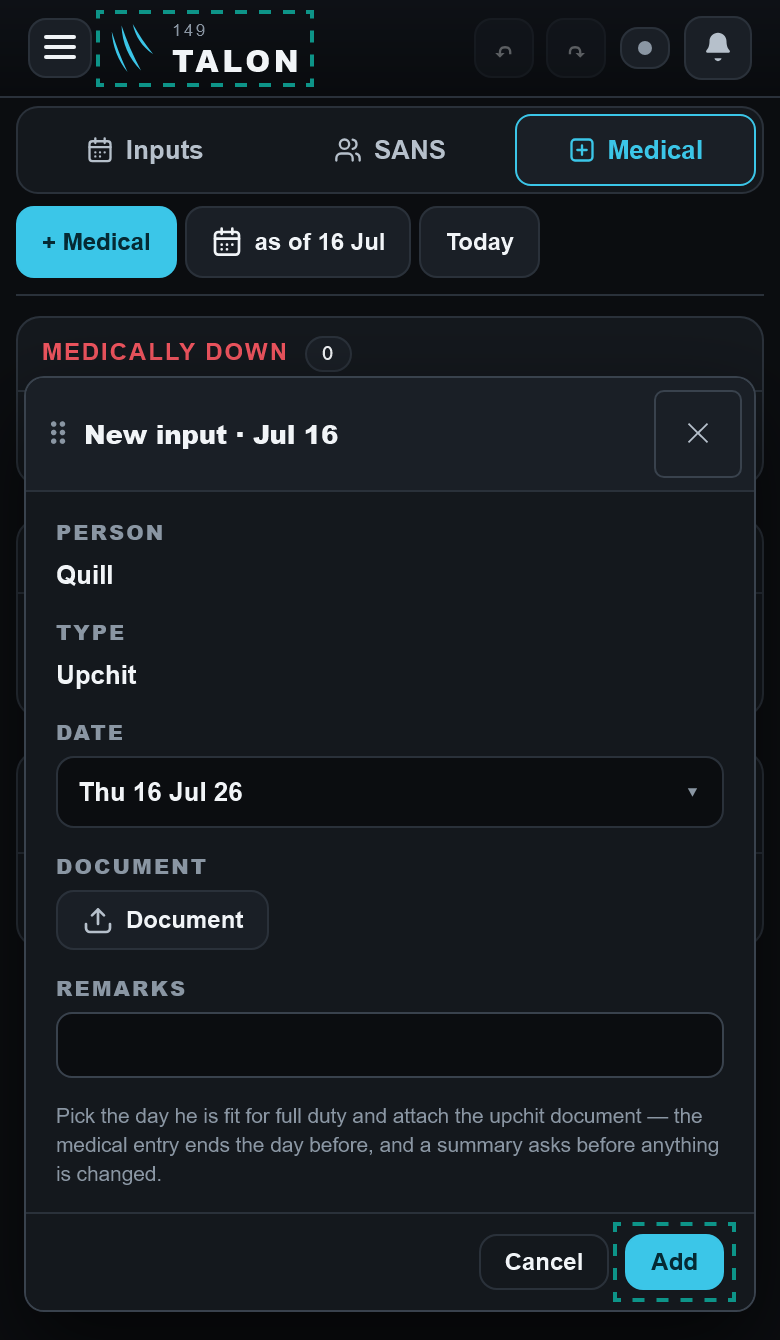 149
TALON
Inputs
SANS
Medical
+ Medical
as of 16 Jul
Today
MEDICALLY DOWN 0
New input · Jul 16
PERSON
Quill
TYPE
Upchit
DATE
Thu 16 Jul 26
DOCUMENT
Document
REMARKS
Pick the day he is fit for full duty and attach the upchit document — the
medical entry ends the day before, and a summary asks before anything
is changed.
Cancel
Add